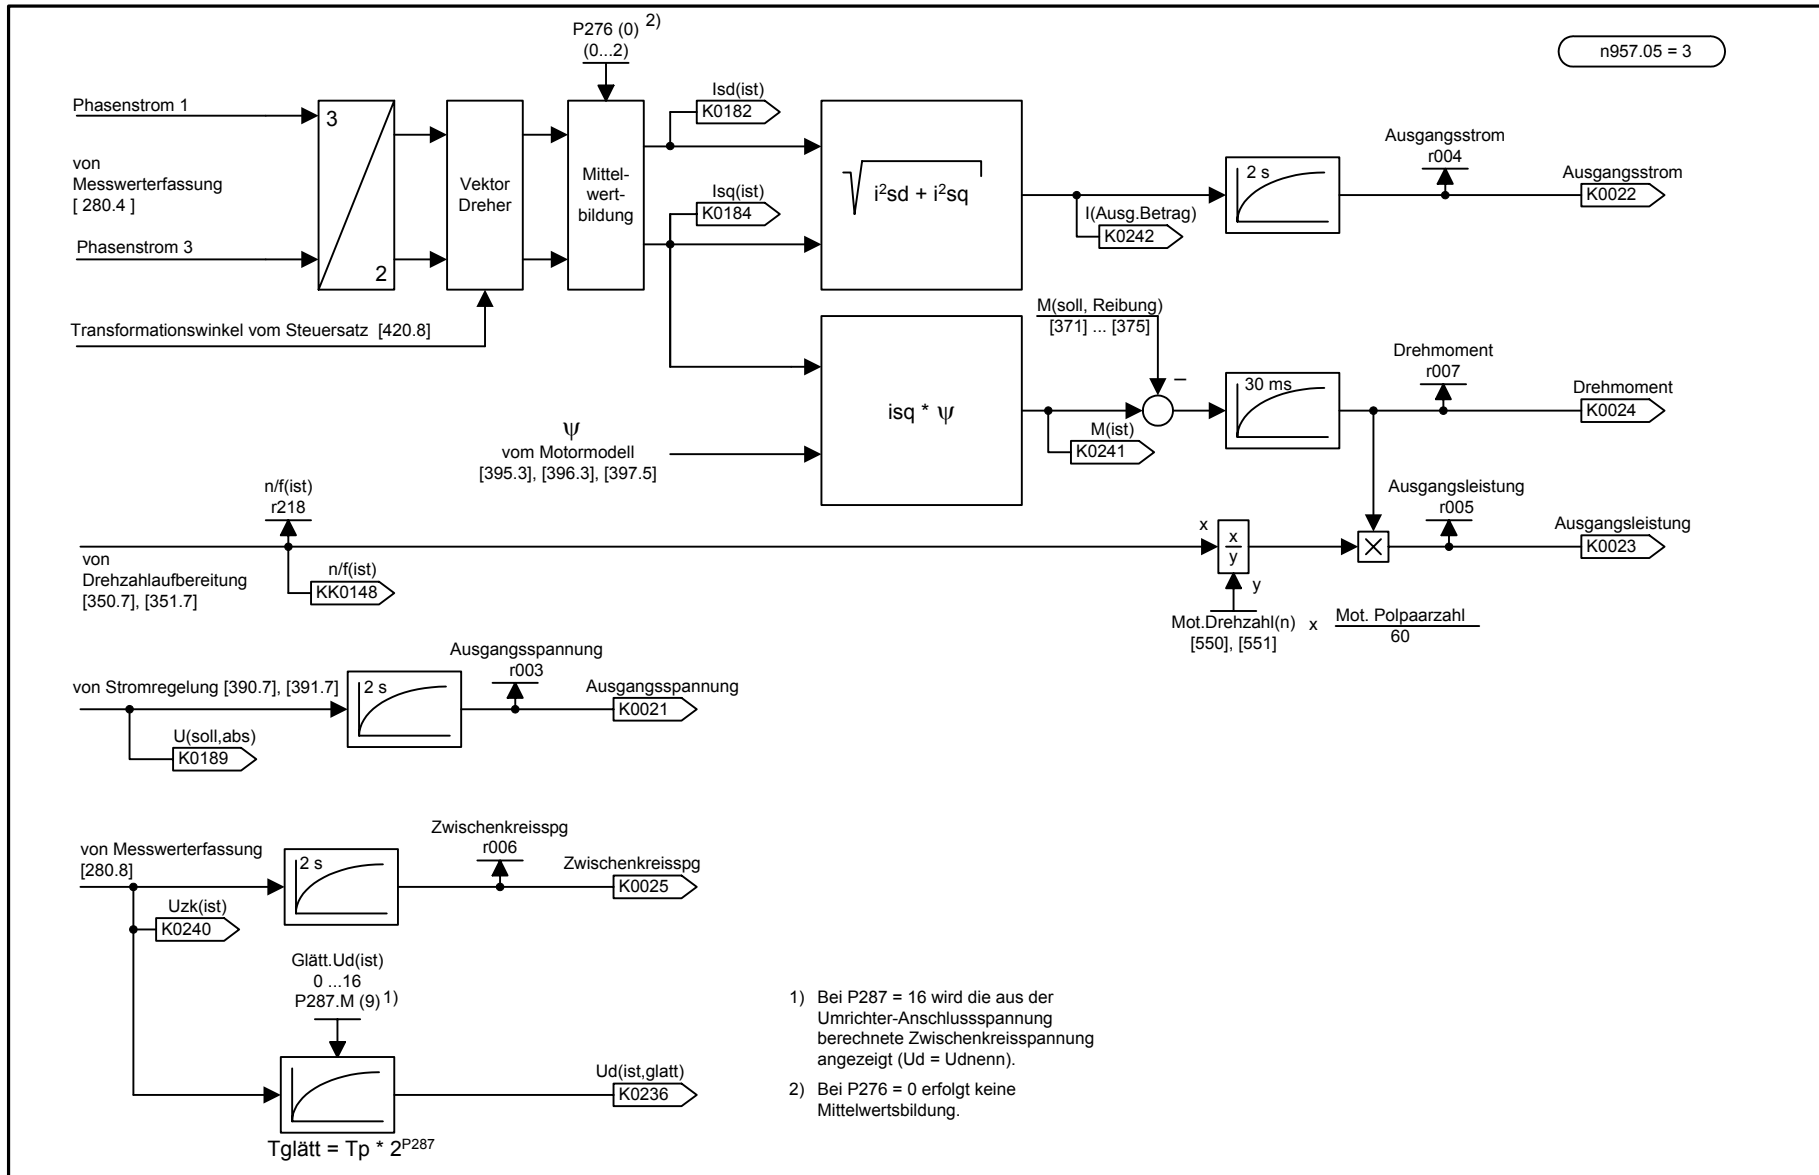 P276 (0) 2)
(0...2)
n957.05 = 3
Phasenstrom 1
von
Messwerterfassung
[ 280.4 ]
Phasenstrom 3
3
2
Vektor
Dreher
Mittel-
wert-
bildung
Isd(ist)
K0182
Isq(ist)
K0184
√ i²sd + i²sq
I(Ausg.Betrag)
K0242
2 s
Ausgangsstrom
r004
Ausgangsstrom
K0022
Transformationswinkel vom Steuersatz [420.8]
M(soll, Reibung)
[371] ... [375]
–
isq * ψ
ψ
vom Motormodell
[395.3], [396.3], [397.5]
M(ist)
K0241
30 ms
Drehmoment
r007
Drehmoment
K0024
n/f(ist)
r218
von
Drehzahlaufbereitung
[350.7], [351.7]
n/f(ist)
KK0148
x
x
y
y
Mot.Drehzahl(n) x Mot. Polpaarzahl
[550], [551]
60
Ausgangsleistung
r005
Ausgangsleistung
K0023
von Stromregelung [390.7], [391.7]
U(soll,abs)
K0189
2 s
Ausgangsspannung
r003
Ausgangsspannung
K0021
von Messwerterfassung
[280.8]
Uzk(ist)
K0240
2 s
Zwischenkreisspg
r006
Zwischenkreisspg
K0025
Glätt.Ud(ist)
0 ...16
P287.M (9) 1)
Ud(ist,glatt)
K0236
Tglätt = Tp * 2^P287
1) Bei P287 = 16 wird die aus der
Umrichter-Anschlussspannung
berechnete Zwischenkreisspannung
angezeigt (Ud = Udnenn).
2) Bei P276 = 0 erfolgt keine
Mittelwertsbildung.